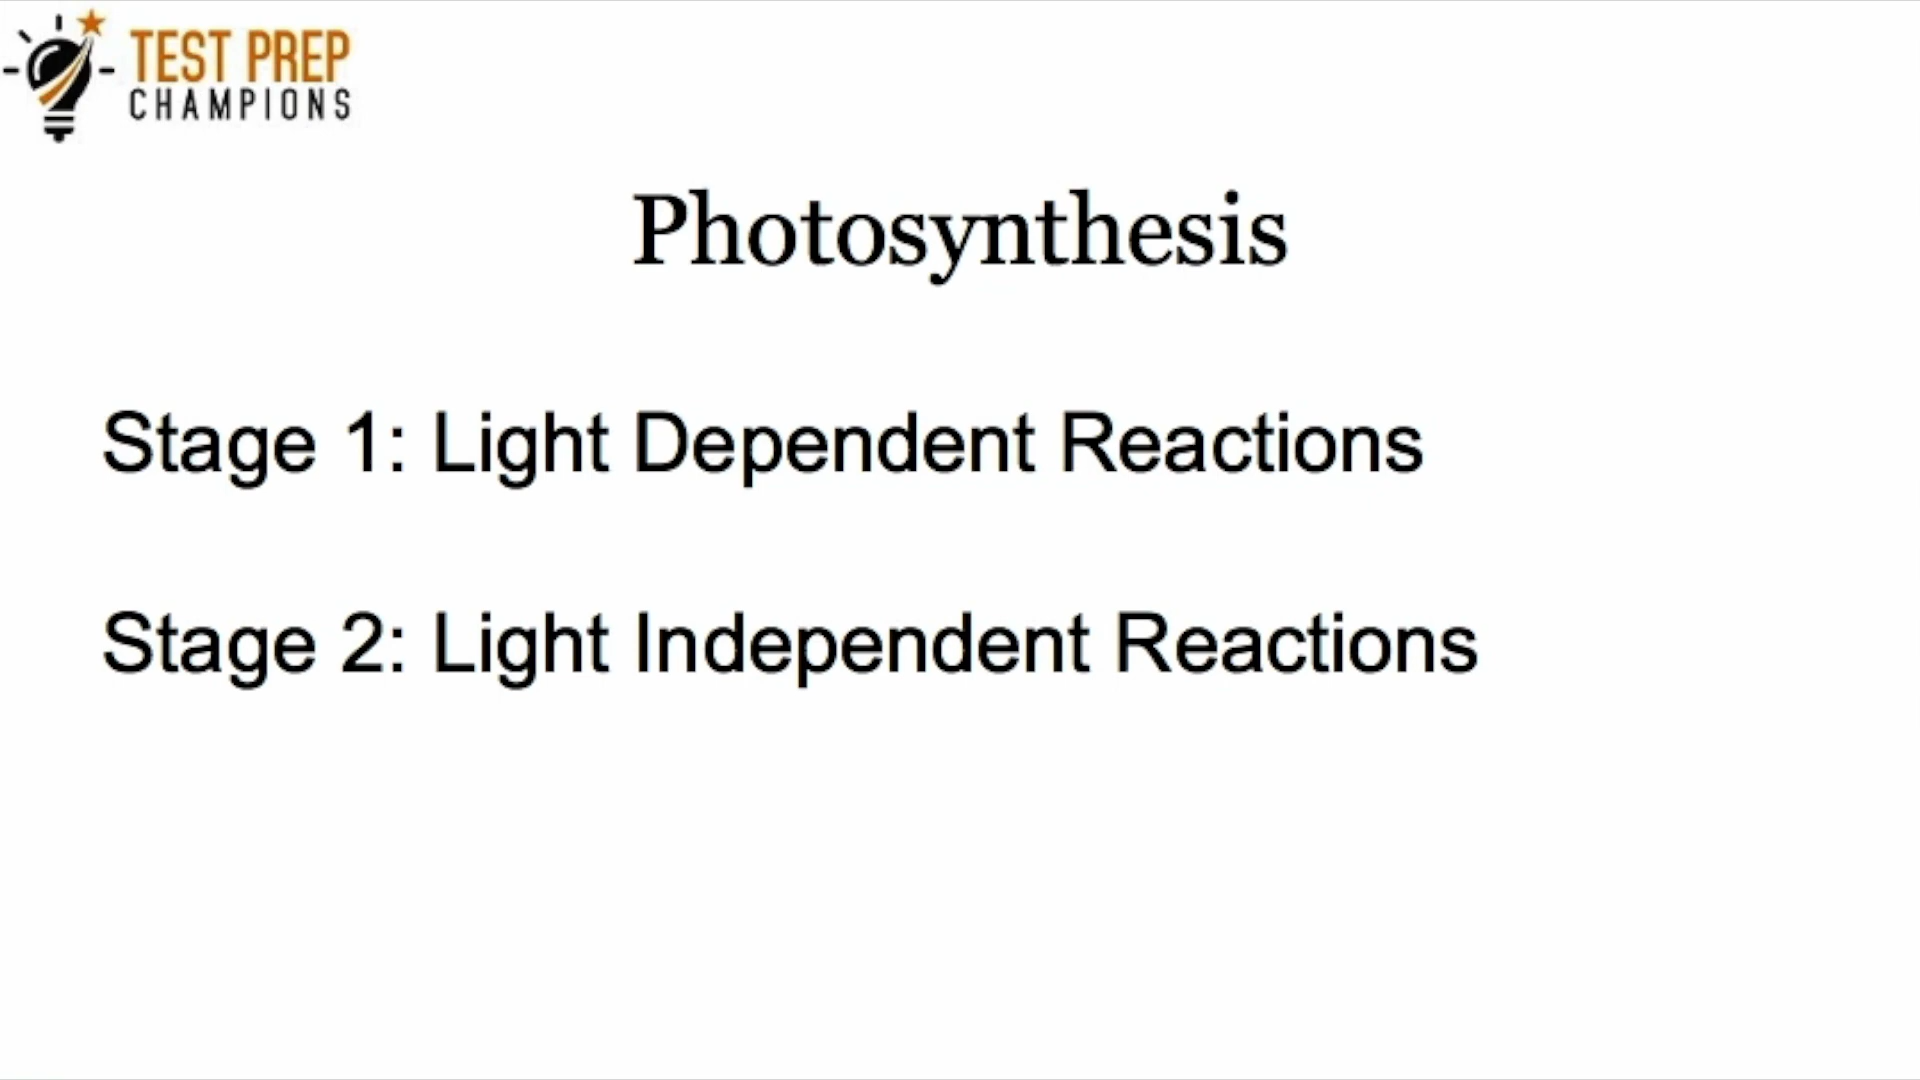 TEST PREP
CHAMPIONS
Photosynthesis
Stage 1: Light Dependent Reactions
Stage 2: Light Independent Reactions